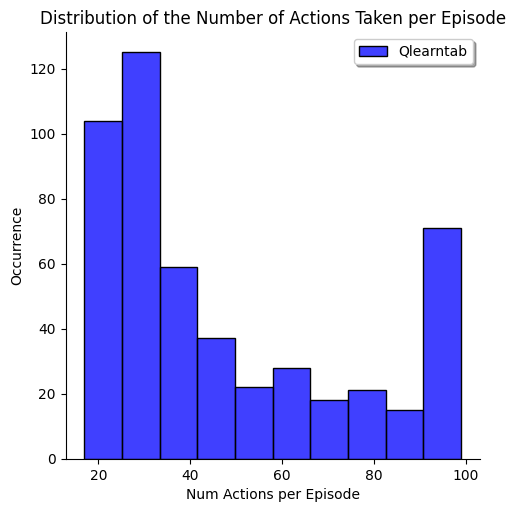 Distribution of the Number of Actions Taken per Episode
Qlearntab
120
100
80
60
40
20
0
Occurrence
20 40 60 80 100
Num Actions per Episode